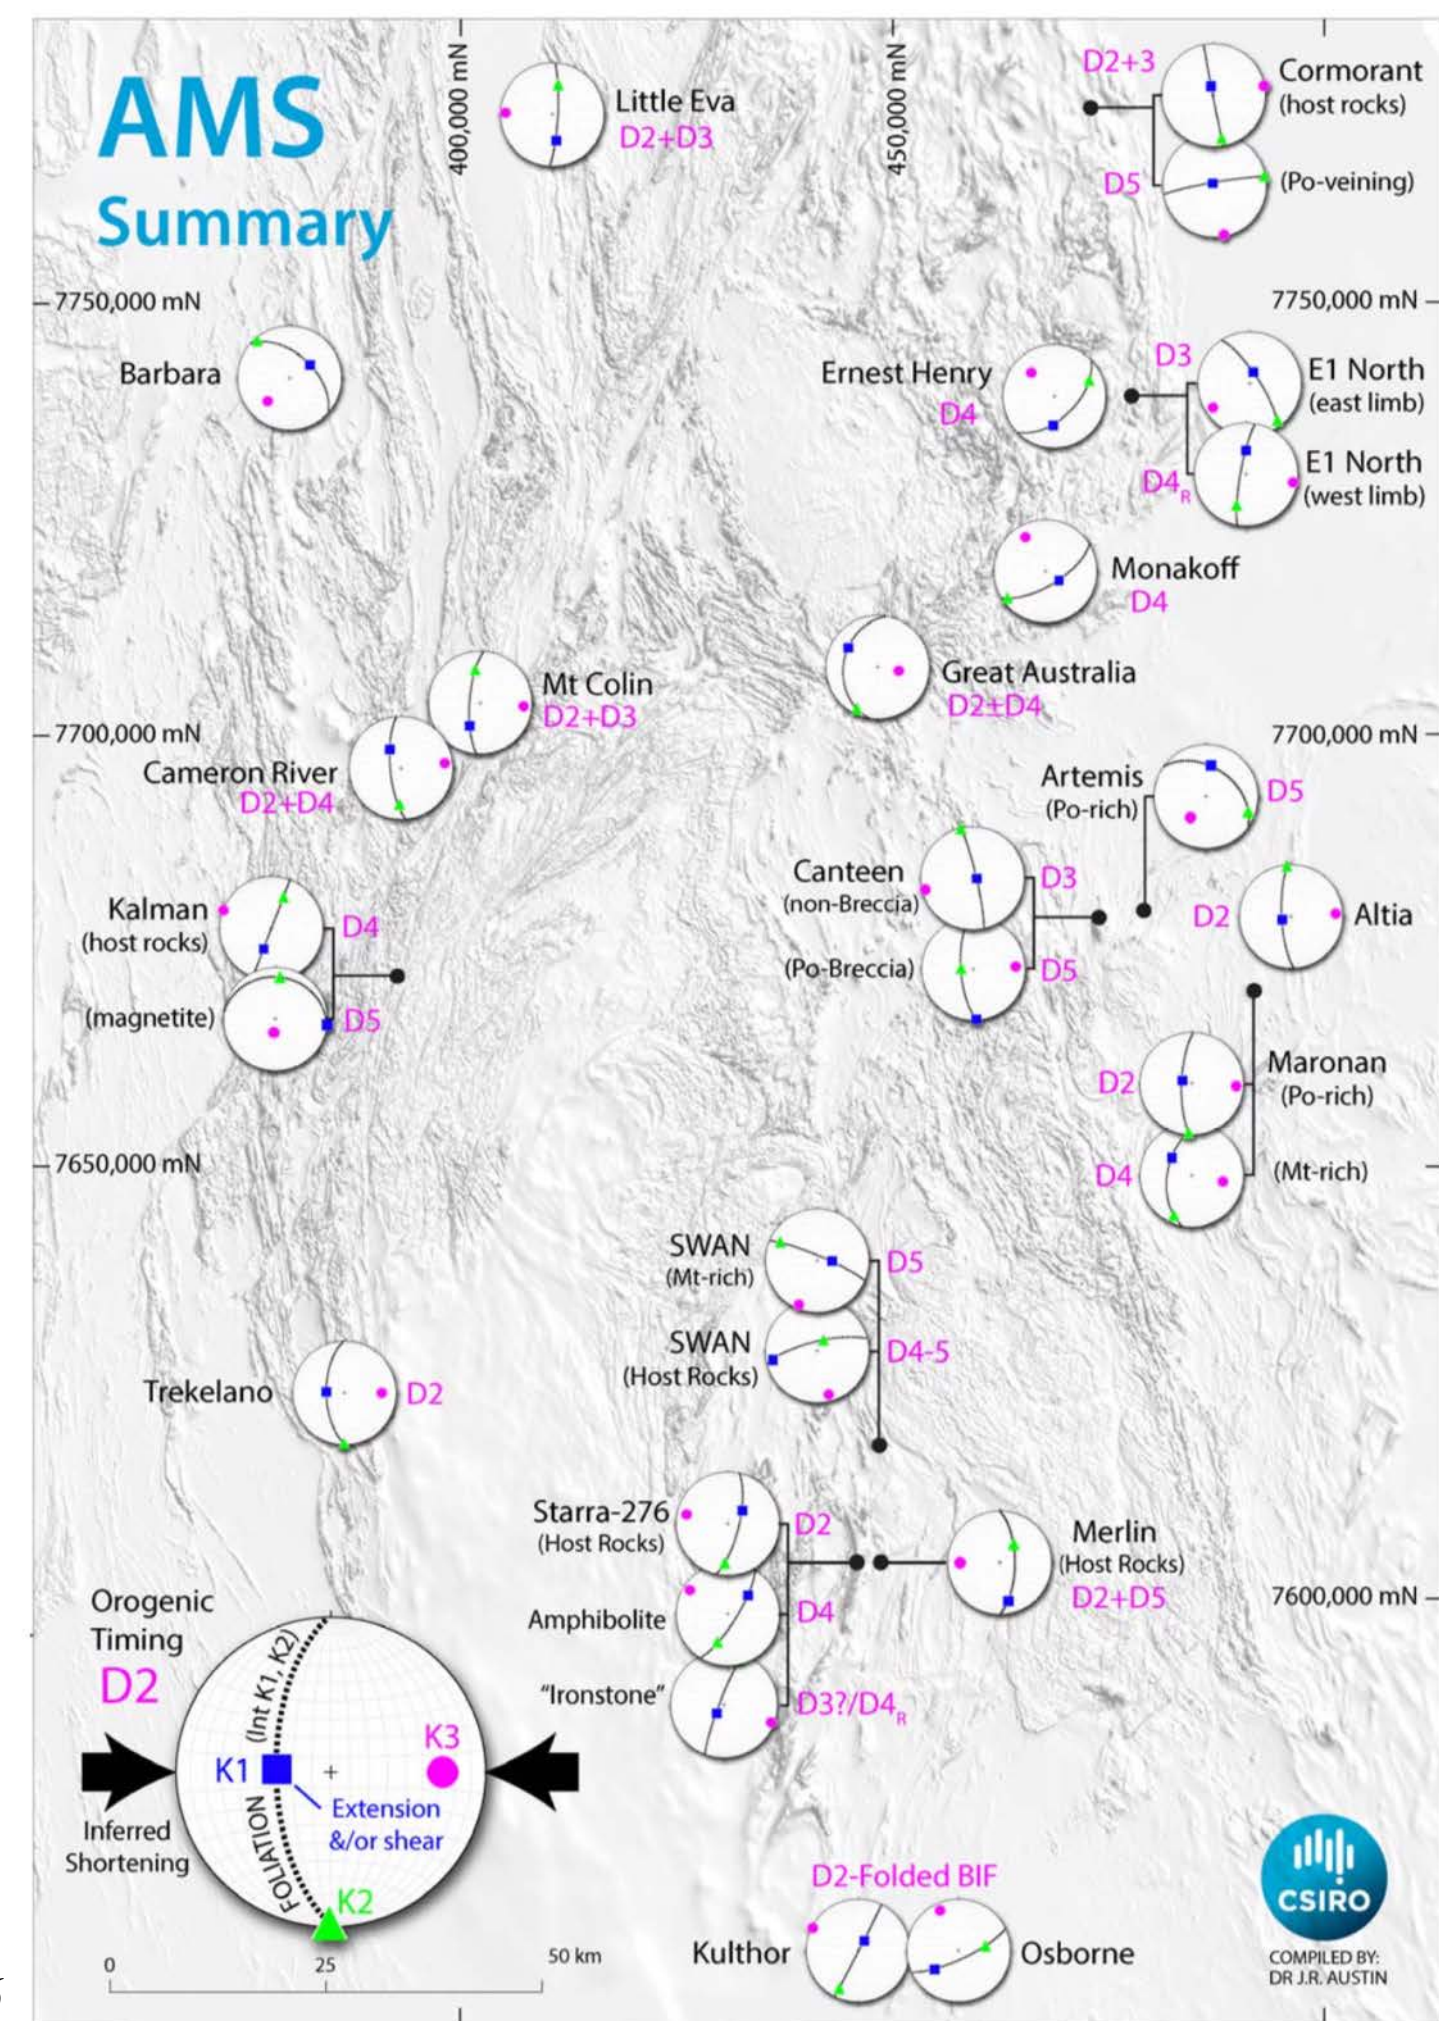 AMS
Summary
400,000 mN
450,000 mN
Little Eva
D2+D3
D2+3
Cormorant
(host rocks)
D5
(Po-veining)
7750,000 mN
7750,000 mN
Barbara
Ernest Henry
D4
D3
E1 North
(east limb)
D4R
E1 North
(west limb)
Monakoff
D4
Great Australia
D2±D4
Mt Colin
D2+D3
7700,000 mN
7700,000 mN
Cameron River
D2+D4
Artemis
(Po-rich)
D5
Canteen
(non-Breccia)
D3
(Po-Breccia)
D5
D2
Altia
Kalman
(host rocks)
D4
(magnetite)
D5
D2
Maronan
(Po-rich)
D4
(Mt-rich)
7650,000 mN
SWAN
(Mt-rich)
D5
SWAN
(Host Rocks)
D4-5
Trekelano
D2
Starra-276
(Host Rocks)
D2
Amphibolite
D4
"Ironstone"
D3?/D4R
Merlin
(Host Rocks)
D2+D5
7600,000 mN
Orogenic
Timing
D2
(Int K1, K2)
FOLIATION
K1
K3
K2
Extension
&/or shear
Inferred
Shortening
0
25
50 km
D2-Folded BIF
Kulthor
Osborne
CSIRO
COMPILED BY:
DR J.R. AUSTIN